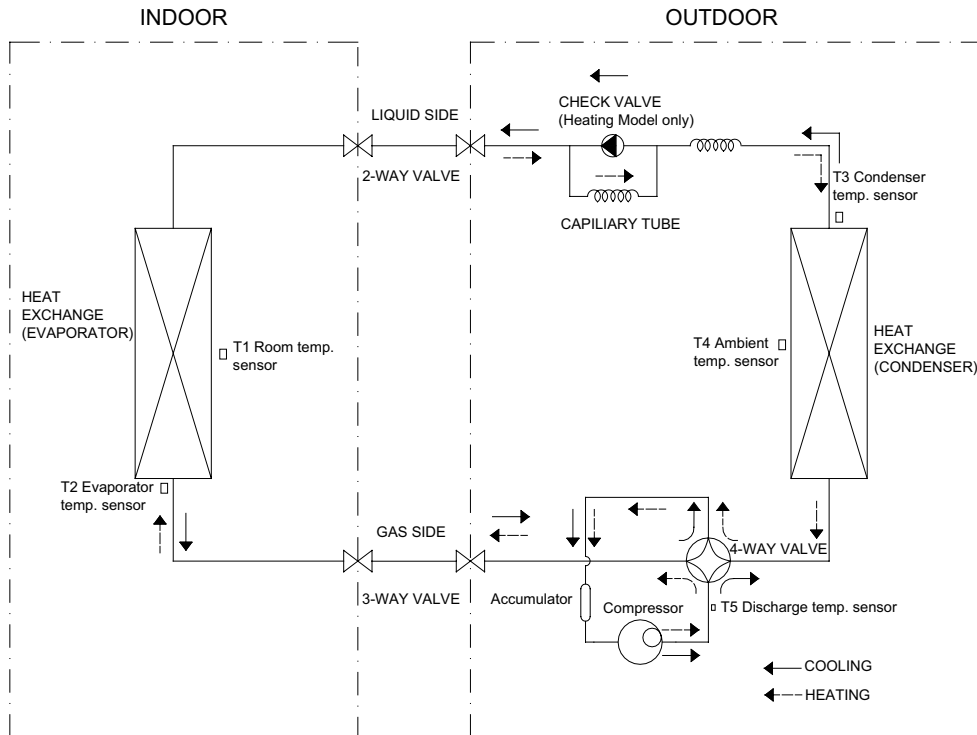 INDOOR
OUTDOOR
LIQUID SIDE
2-WAY VALVE
CHECK VALVE
(Heating Model only)
CAPILIARY TUBE
T3 Condenser
temp. sensor
HEAT
EXCHANGE
(EVAPORATOR)
T1 Room temp.
sensor
T4 Ambient
temp. sensor
HEAT
EXCHANGE
(CONDENSER)
T2 Evaporator
temp. sensor
GAS SIDE
3-WAY VALVE
4-WAY VALVE
Accumulator
Compressor
T5 Discharge temp. sensor
COOLING
HEATING